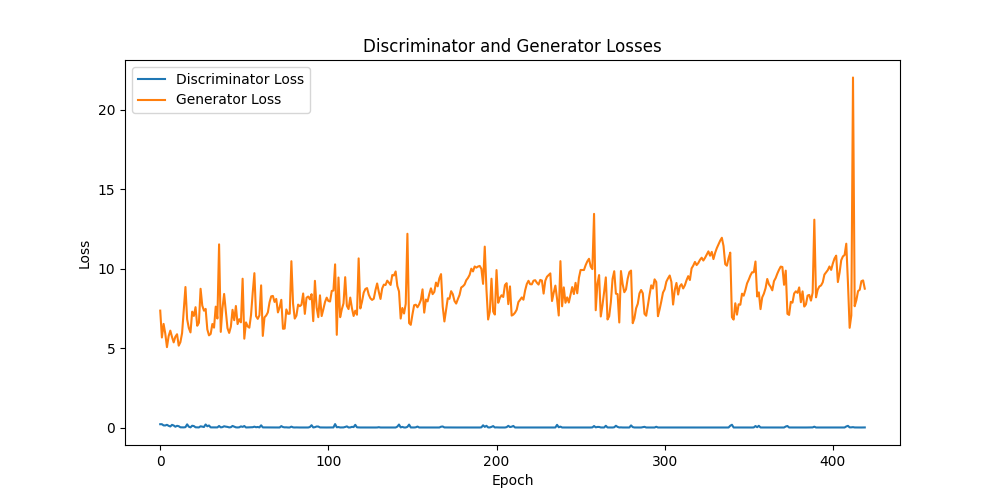 Discriminator and Generator Losses
Discriminator Loss
Generator Loss
Loss
20
15
10
5
0
0 100 200 300 400
Epoch